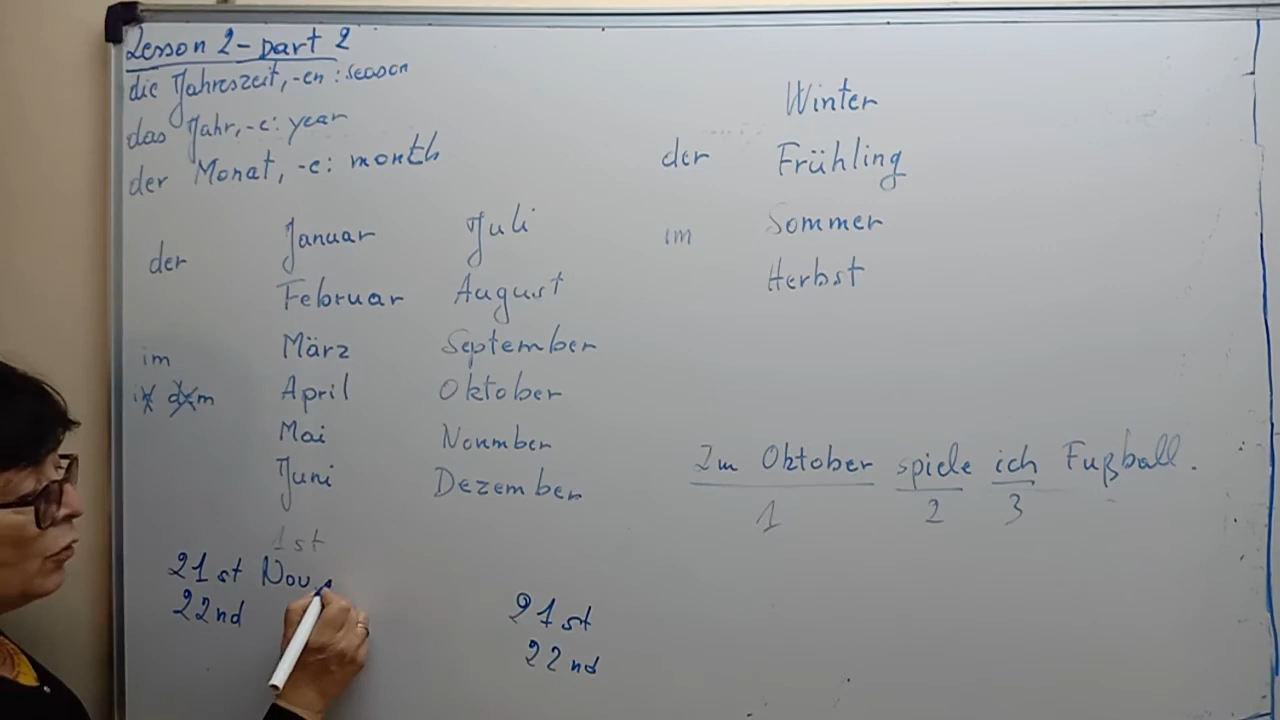 Lesson 2 - part 2
die Jahreszeit, -en : season
das Jahr, -e : year
der Monat, -e : month
der
im
in dem
Januar
Februar
März
April
Mai
Juni
Juli
August
September
Oktober
November
Dezember
der
im
Winter
Frühling
Sommer
Herbst
Im Oktober spiele ich Fußball.
1 2 3
1st
21st Nov
22nd
21st
22nd